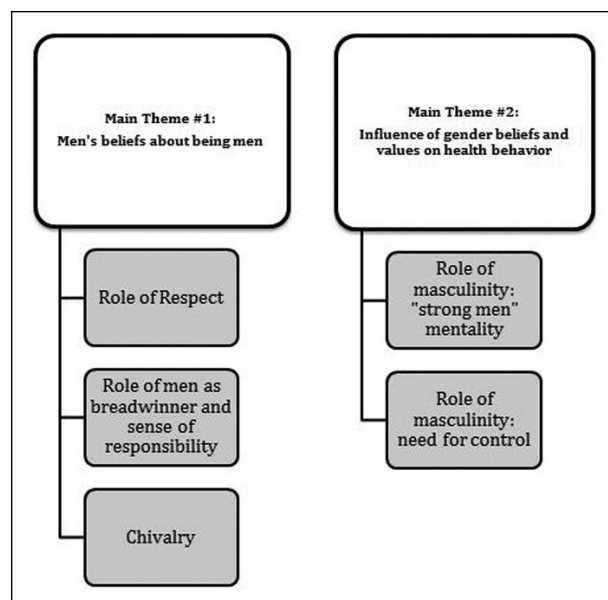 Main Theme #1:
Men's beliefs about being men
Role of Respect
Role of men as
breadwinner and
sense of
responsibility
Chivalry
Main Theme #2:
Influence of gender beliefs and
values on health behavior
Role of
masculinity:
"strong men"
mentality
Role of
masculinity:
need for control